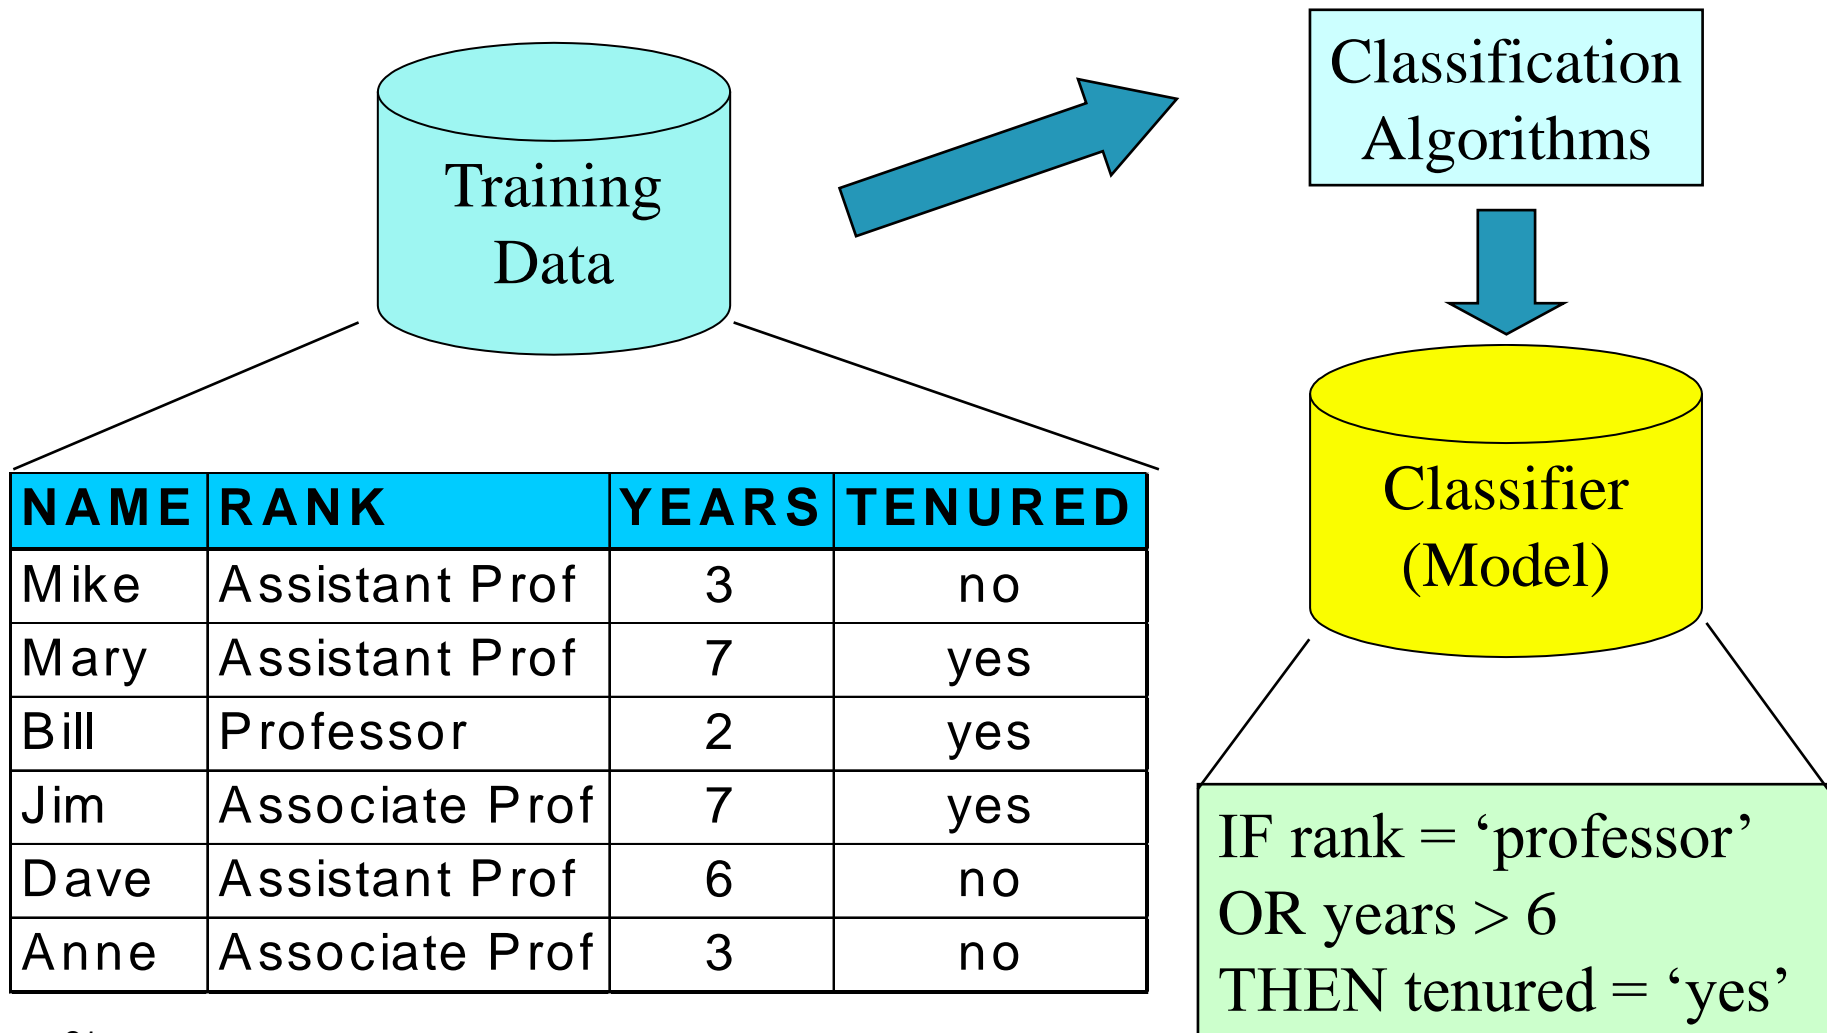 Training
Data
Classification
Algorithms
NAME RANK YEARS TENURED
Mike Assistant Prof 3 no
Mary Assistant Prof 7 yes
Bill Professor 2 yes
Jim Associate Prof 7 yes
Dave Assistant Prof 6 no
Anne Associate Prof 3 no
Classifier
(Model)
IF rank = ‘professor’
OR years > 6
THEN tenured = ‘yes’